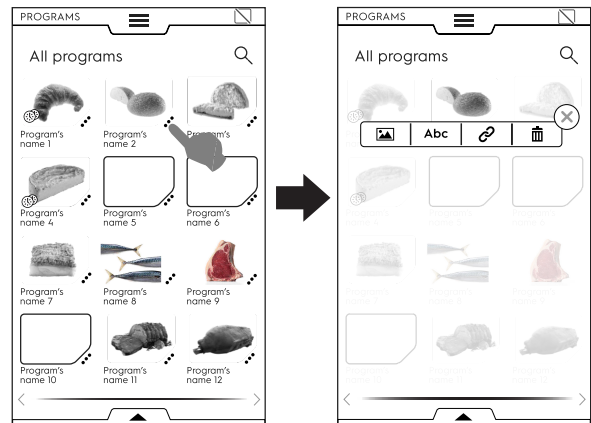 PROGRAMS
All programs
Program's
name 1
Program's
name 2
Program's
Program's
name 4
Program's
name 5
Program's
name 6
Program's
name 7
Program's
name 8
Program's
name 9
Program's
name 10
Program's
name 11
Program's
name 12
PROGRAMS
All programs
Abc